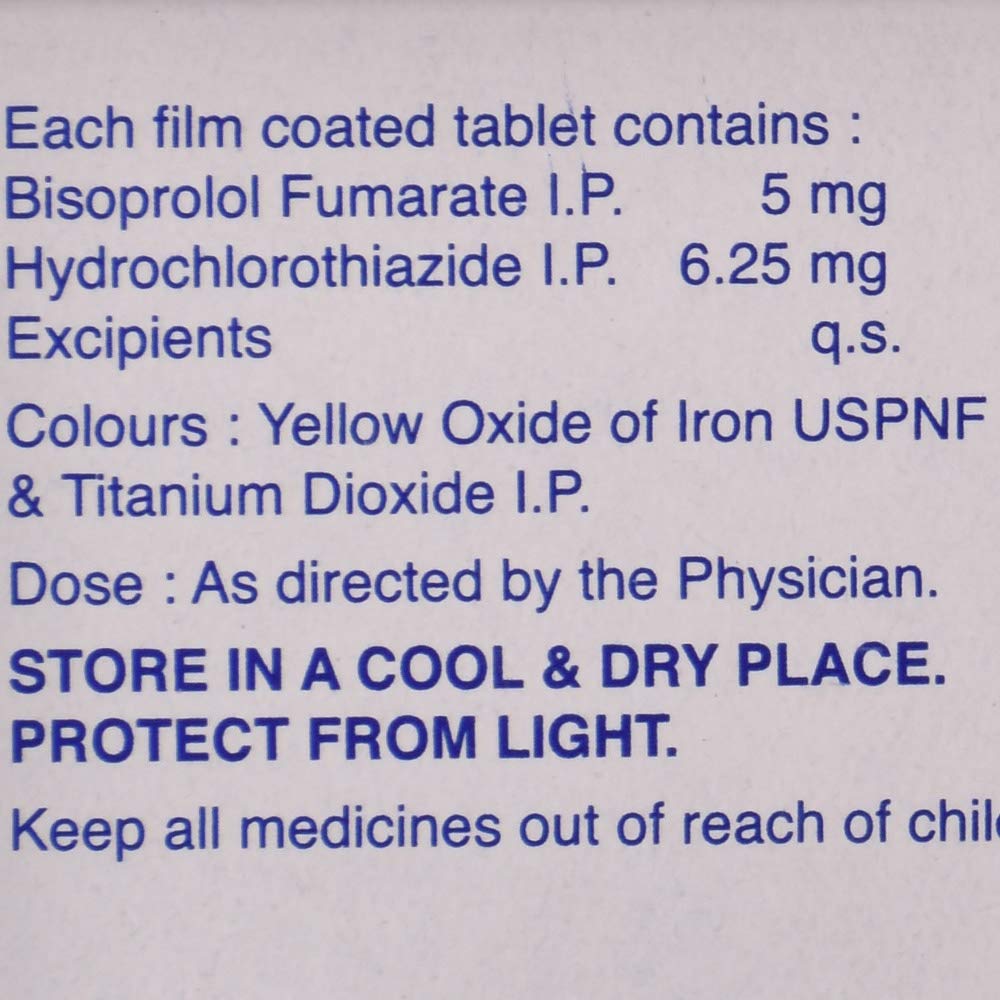 Each film coated tablet contains :
Bisoprolol Fumarate I.P. 5 mg
Hydrochlorothiazide I.P. 6.25 mg
Excipients q.s.
Colours : Yellow Oxide of Iron USPNF
& Titanium Dioxide I.P.
Dose : As directed by the Physician.
STORE IN A COOL & DRY PLACE.
PROTECT FROM LIGHT.
Keep all medicines out of reach of